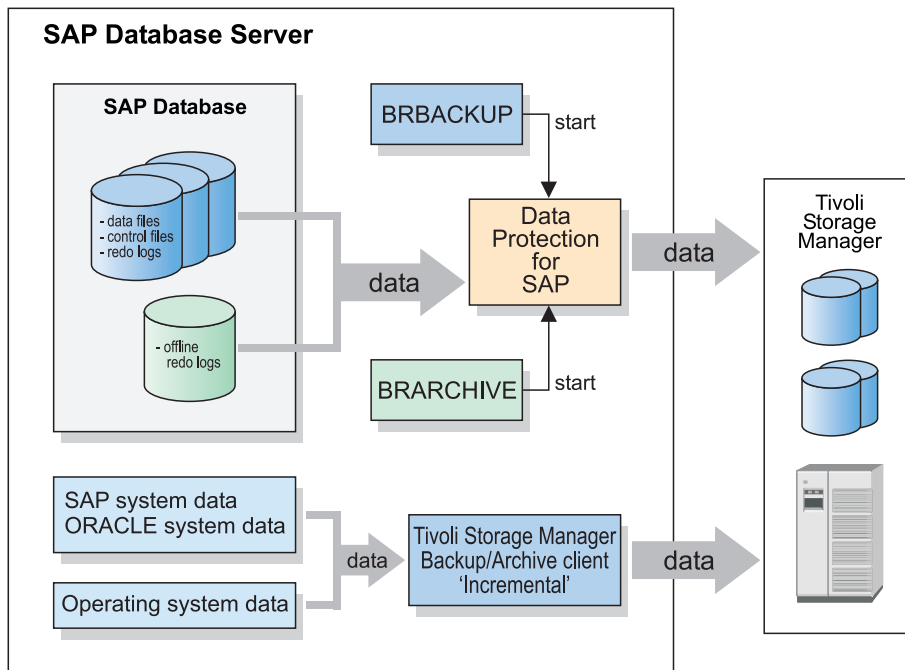 SAP Database Server
SAP Database
- data files
- control files
- redo logs
- offline
redo logs
data
BRBACKUP
start
Data
Protection
for
SAP
BRARCHIVE
start
data
Tivoli
Storage
Manager
SAP system data
ORACLE system data
Operating system data
data
Tivoli Storage Manager
Backup/Archive client
‘Incremental’
data